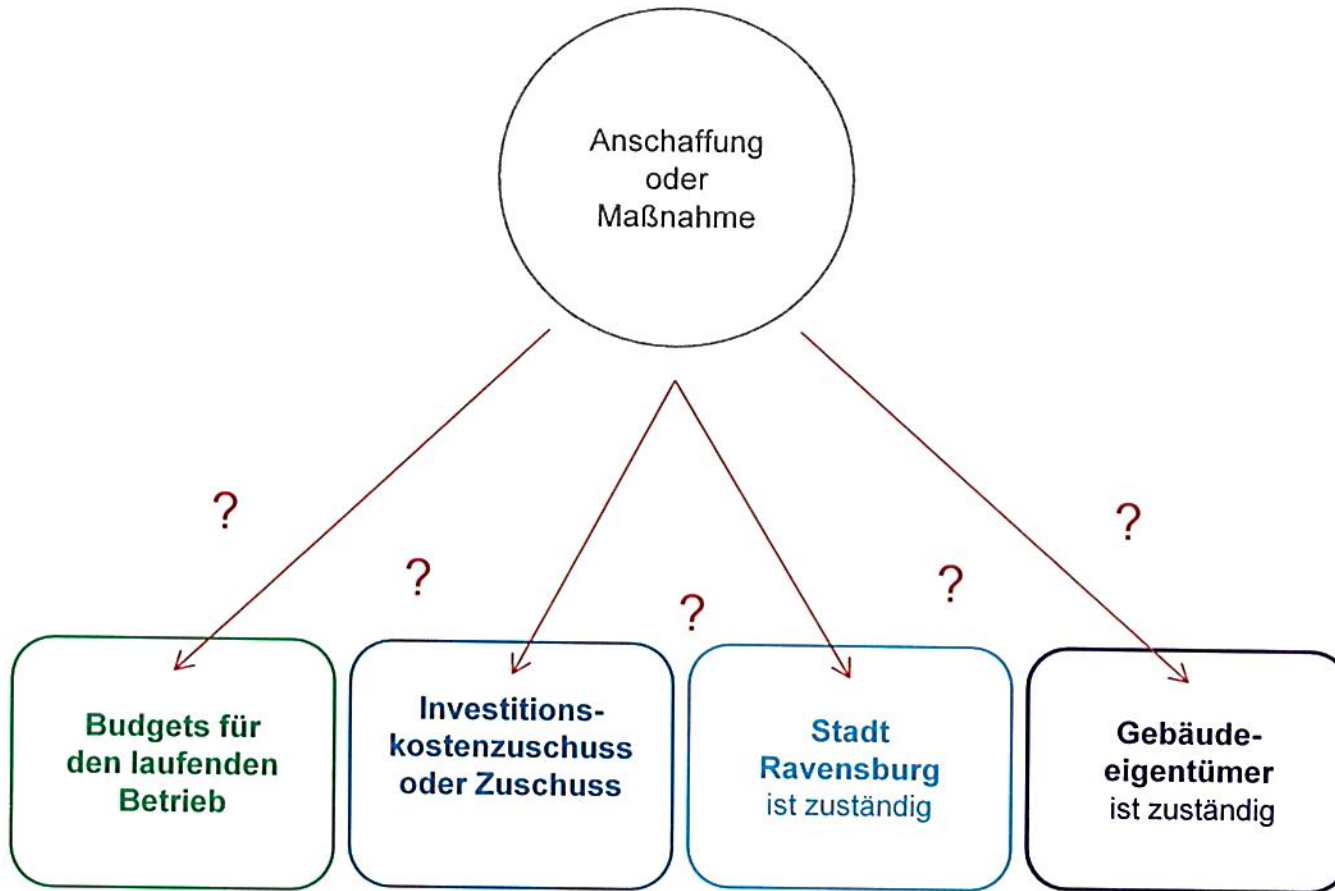 Anschaffung
oder
Maßnahme
?
?
?
?
?
Budgets für
den laufenden
Betrieb
Investitions-
kostenzuschuss
oder Zuschuss
Stadt
Ravensburg
ist zuständig
Gebäude-
eigentümer
ist zuständig